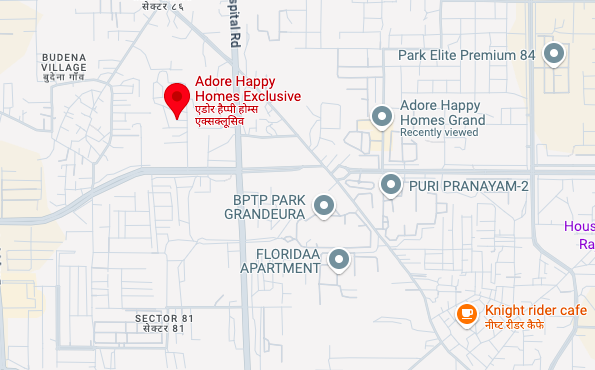 सेक्टर ८६
spital Rd
BUDENA
VILLAGE
बुदेना गाँव
Park Elite Premium 84
Adore Happy
Homes Exclusive
एडोर हैप्पी होम्स
एक्सक्लूसिव
Adore Happy
Homes Grand
Recently viewed
PURI PRANAYAM-2
BPTP PARK
GRANDEURA
Hous
Ra
FLORIDAA
APARTMENT
Knight rider cafe
नीष्ट रीडर कैफे
SECTOR 81
सेक्टर 81